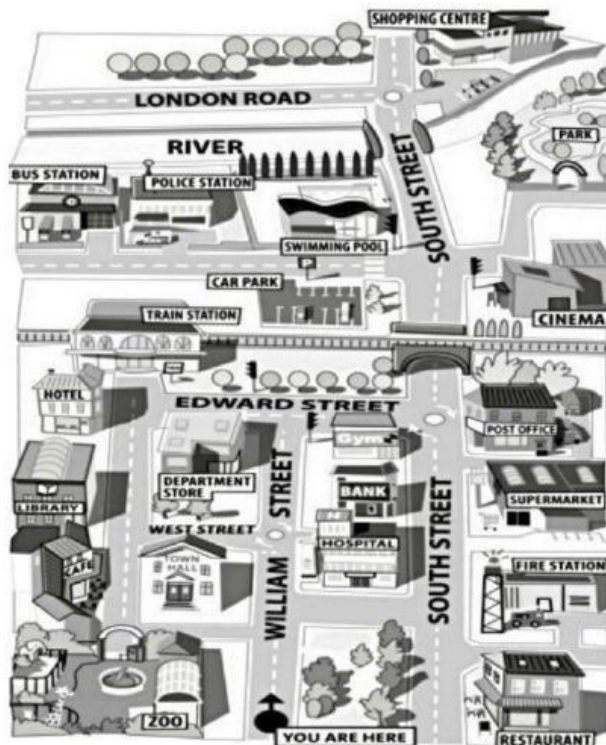 SHOPPING CENTRE
LONDON ROAD
RIVER
PARK
BUS STATION
POLICE STATION
SOUTH STREET
SWIMMING POOL
CAR PARK
CINEMA
TRAIN STATION
HOTEL
EDWARD STREET
POST OFFICE
Gym
DEPARTMENT
STORE
BANK
SUPERMARKET
LIBRARY
WEST STREET
WILLIAM STREET
H
HOSPITAL
SOUTH STREET
TOWN
HALL
CAFE
FIRE STATION
ZOO
YOU ARE HERE
RESTAURANT